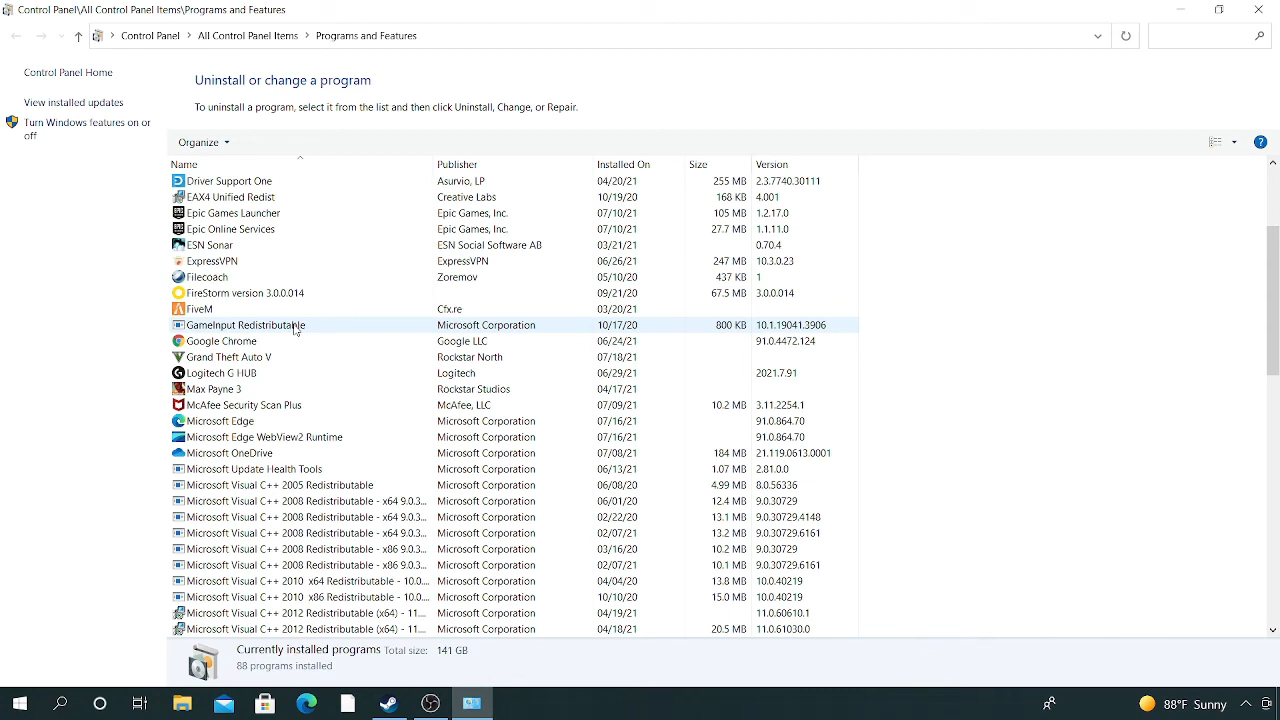 Control Panel\All Control Panel Items\Programs and Features
Control Panel > All Control Panel Items > Programs and Features
Control Panel Home
View installed updates
Turn Windows features on or
off
Uninstall or change a program
To uninstall a program, select it from the list and then click Uninstall, Change, or Repair.
Organize
Name Publisher Installed On Size Version
Driver Support One Asurvio, LP 04/20/21 255 MB 2.3.7740.30111
EAX4 Unified Redist Creative Labs 10/19/20 168 KB 4.001
Epic Games Launcher Epic Games, Inc. 07/10/21 105 MB 1.2.17.0
Epic Online Services Epic Games, Inc. 07/10/21 27.7 MB 1.1.11.0
ESN Sonar ESN Social Software AB 03/21/21 0.70.4
ExpressVPN ExpressVPN 06/26/21 247 MB 10.3.0.23
Filecoach Zoremov 05/10/20 437 KB 1
FireStorm version 3.0.0.014 09/21/20 67.5 MB 3.0.0.014
FiveM Cfx.re 03/20/21
GameInput Redistributable Microsoft Corporation 10/17/20 800 KB 10.1.19041.3906
Google Chrome Google LLC 06/24/21 91.0.4472.124
Grand Theft Auto V Rockstar North 07/18/21
Logitech G HUB Logitech 06/29/21 2021.7.91
Max Payne 3 Rockstar Studios 04/17/21
McAfee Security Scan Plus McAfee, LLC 07/09/21 10.2 MB 3.11.2254.1
Microsoft Edge Microsoft Corporation 07/16/21 91.0.864.70
Microsoft Edge WebView2 Runtime Microsoft Corporation 07/16/21 91.0.864.70
Microsoft OneDrive Microsoft Corporation 07/08/21 184 MB 21.119.0613.0001
Microsoft Update Health Tools Microsoft Corporation 06/13/21 1.07 MB 2.81.0.0
Microsoft Visual C++ 2005 Redistributable Microsoft Corporation 06/08/20 4.99 MB 8.0.56336
Microsoft Visual C++ 2008 Redistributable - x64 9.0.3... Microsoft Corporation 06/01/20 12.4 MB 9.0.30729
Microsoft Visual C++ 2008 Redistributable - x64 9.0.3... Microsoft Corporation 02/22/20 13.1 MB 9.0.30729.4148
Microsoft Visual C++ 2008 Redistributable - x64 9.0.3... Microsoft Corporation 02/07/21 13.2 MB 9.0.30729.6161
Microsoft Visual C++ 2008 Redistributable - x86 9.0.3... Microsoft Corporation 03/16/20 10.2 MB 9.0.30729
Microsoft Visual C++ 2008 Redistributable - x86 9.0.3... Microsoft Corporation 02/07/21 10.1 MB 9.0.30729.6161
Microsoft Visual C++ 2010 x64 Redistributable - 10.0.... Microsoft Corporation 04/04/20 13.8 MB 10.0.40219
Microsoft Visual C++ 2010 x86 Redistributable - 10.0.... Microsoft Corporation 10/10/20 15.0 MB 10.0.40219
Microsoft Visual C++ 2012 Redistributable (x64) - 11.... Microsoft Corporation 04/19/21 11.0.60610.1
Microsoft Visual C++ 2012 Redistributable (x64) - 11.... Microsoft Corporation 04/18/21 20.5 MB 11.0.61030.0
Currently installed programs Total size: 141 GB
88 programs installed
88°F Sunny